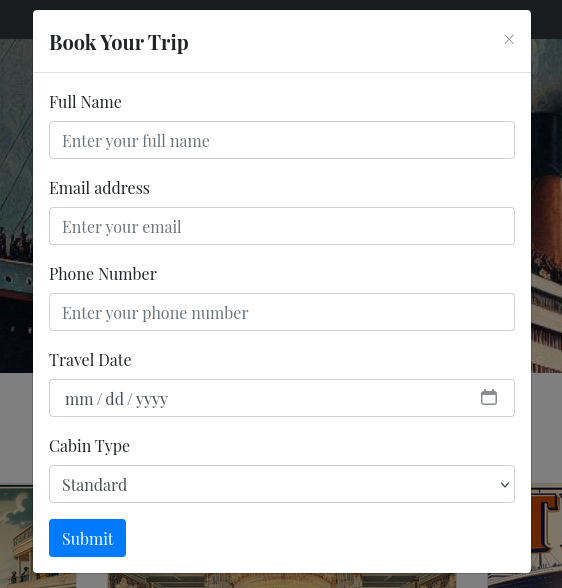 Book Your Trip
×
Full Name
Enter your full name
Email address
Enter your email
Phone Number
Enter your phone number
Travel Date
mm / dd / yyyy
Cabin Type
Standard
Submit